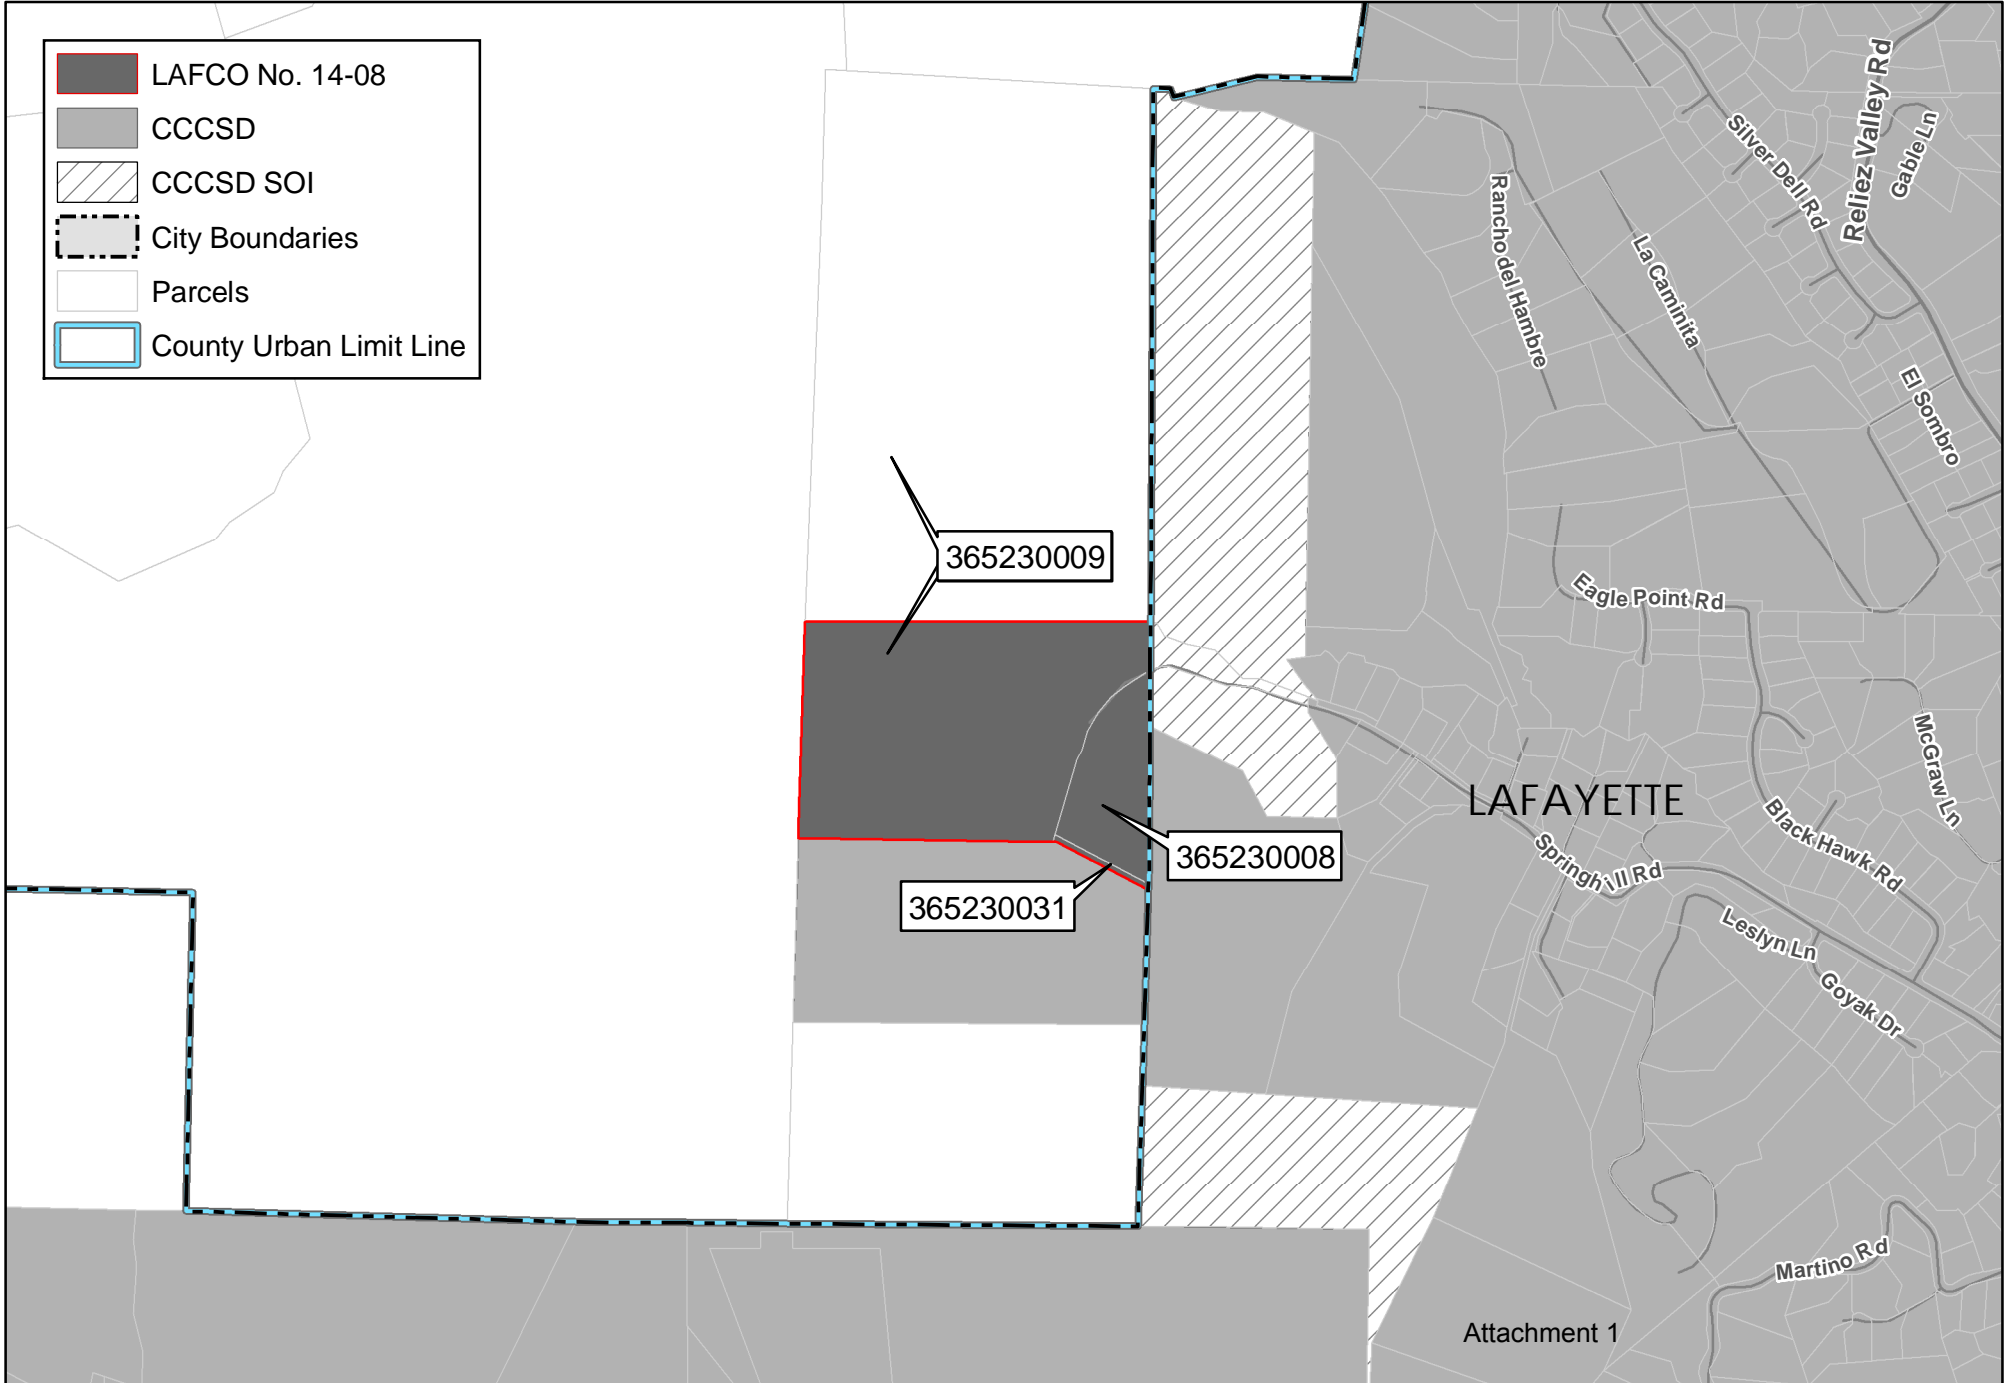 LAFCO No. 14-08
CCCSD
CCCSD SOI
City Boundaries
Parcels
County Urban Limit Line
Reliez Valley Rd
Gable Ln
Silver Dell Rd
Rancho del Hambre
La Caminita
El Sombro
365230009
Eagle Point Rd
McGraw Ln
LAFAYETTE
Black Hawk Rd
365230008
Springhill Rd
365230031
Leslyn Ln
Goyak Dr
Martino Rd
Attachment 1